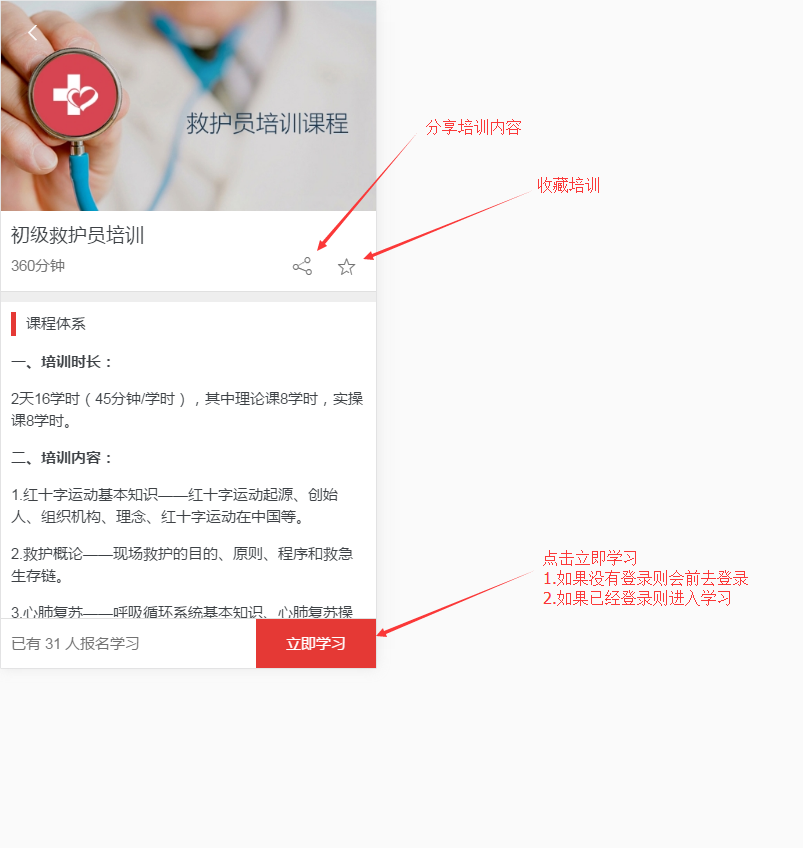 救护员培训课程
分享培训内容
收藏培训
初级救护员培训
360分钟
课程体系
一、培训时长：
2天16学时（45分钟/学时），其中理论课8学时，实操
课8学时。
二、培训内容：
1.红十字运动基本知识——红十字运动起源、创始
人、组织机构、理念、红十字运动在中国等。
2.救护概论——现场救护的目的、原则、程序和救急
生存链。
3.心肺复苏——呼吸循环系统基本知识、心肺复苏操
点击立即学习
1.如果没有登录则会前去登录
2.如果已经登录则进入学习
已有 31 人报名学习
立即学习